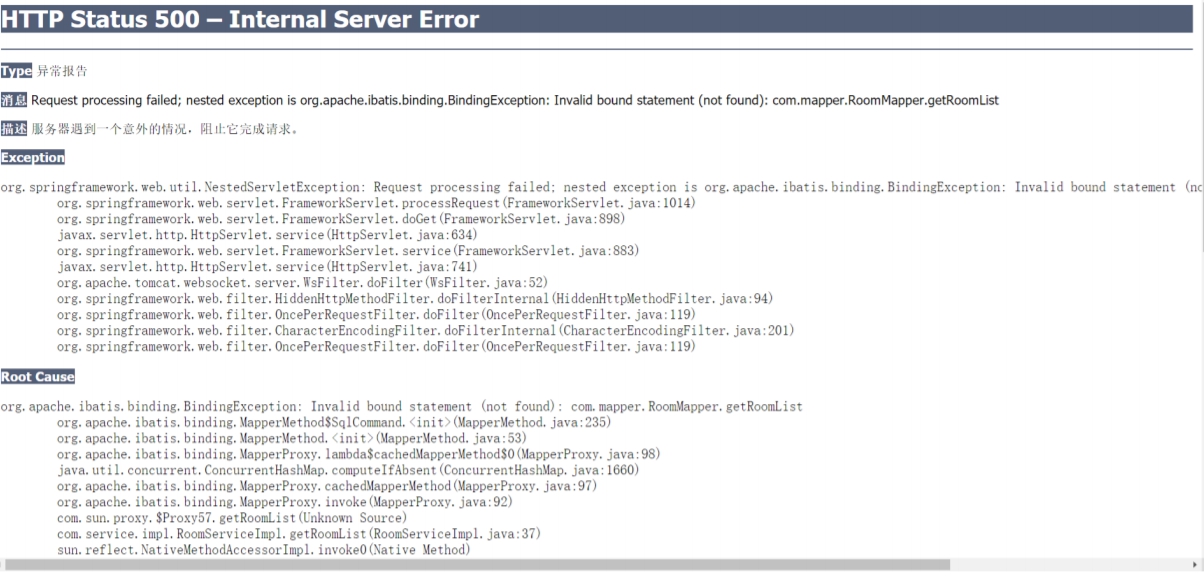 HTTP Status 500 – Internal Server Error
Type 异常报告
消息 Request processing failed; nested exception is org.apache.ibatis.binding.BindingException: Invalid bound statement (not found): com.mapper.RoomMapper.getRoomList
描述 服务器遇到一个意外的情况，阻止它完成请求。
Exception
org.springframework.web.util.NestedServletException: Request processing failed; nested exception is org.apache.ibatis.binding.BindingException: Invalid bound statement (no
org.springframework.web.servlet.FrameworkServlet.processRequest(FrameworkServlet.java:1014)
org.springframework.web.servlet.FrameworkServlet.doGet(FrameworkServlet.java:898)
javax.servlet.http.HttpServlet.service(HttpServlet.java:634)
org.springframework.web.servlet.FrameworkServlet.service(FrameworkServlet.java:883)
javax.servlet.http.HttpServlet.service(HttpServlet.java:741)
org.apache.tomcat.websocket.server.WsFilter.doFilter(WsFilter.java:52)
org.springframework.web.filter.HiddenHttpMethodFilter.doFilterInternal(HiddenHttpMethodFilter.java:94)
org.springframework.web.filter.OncePerRequestFilter.doFilter(OncePerRequestFilter.java:119)
org.springframework.web.filter.CharacterEncodingFilter.doFilterInternal(CharacterEncodingFilter.java:201)
org.springframework.web.filter.OncePerRequestFilter.doFilter(OncePerRequestFilter.java:119)
Root Cause
org.apache.ibatis.binding.BindingException: Invalid bound statement (not found): com.mapper.RoomMapper.getRoomList
org.apache.ibatis.binding.MapperMethod$SqlCommand.<init>(MapperMethod.java:235)
org.apache.ibatis.binding.MapperMethod.<init>(MapperMethod.java:53)
org.apache.ibatis.binding.MapperProxy.lambda$cachedMapperMethod$0(MapperProxy.java:98)
java.util.concurrent.ConcurrentHashMap.computeIfAbsent(ConcurrentHashMap.java:1660)
org.apache.ibatis.binding.MapperProxy.cachedMapperMethod(MapperProxy.java:97)
org.apache.ibatis.binding.MapperProxy.invoke(MapperProxy.java:92)
com.sun.proxy.$Proxy57.getRoomList(Unknown Source)
com.service.impl.RoomServiceImpl.getRoomList(RoomServiceImpl.java:37)
sun.reflect.NativeMethodAccessorImpl.invoke0(Native Method)